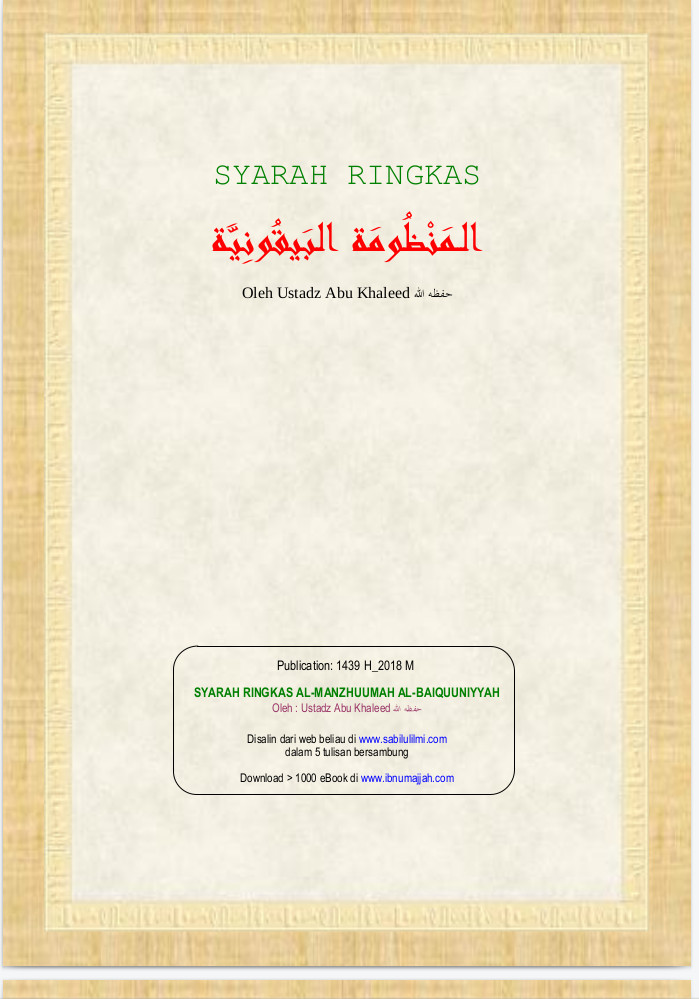 SYARAH RINGKAS
المَنْظُومَة البَيقُونِيَّة
Oleh Ustadz Abu Khaleed حفظه الله
Publication: 1439 H_2018 M
SYARAH RINGKAS AL-MANZHUUMAH AL-BAIQUUNIYYAH
Oleh : Ustadz Abu Khaleed حفظه الله
Disalin dari web beliau di www.sabilulilmi.com
dalam 5 tulisan bersambung
Download > 1000 eBook di www.ibnumajjah.com